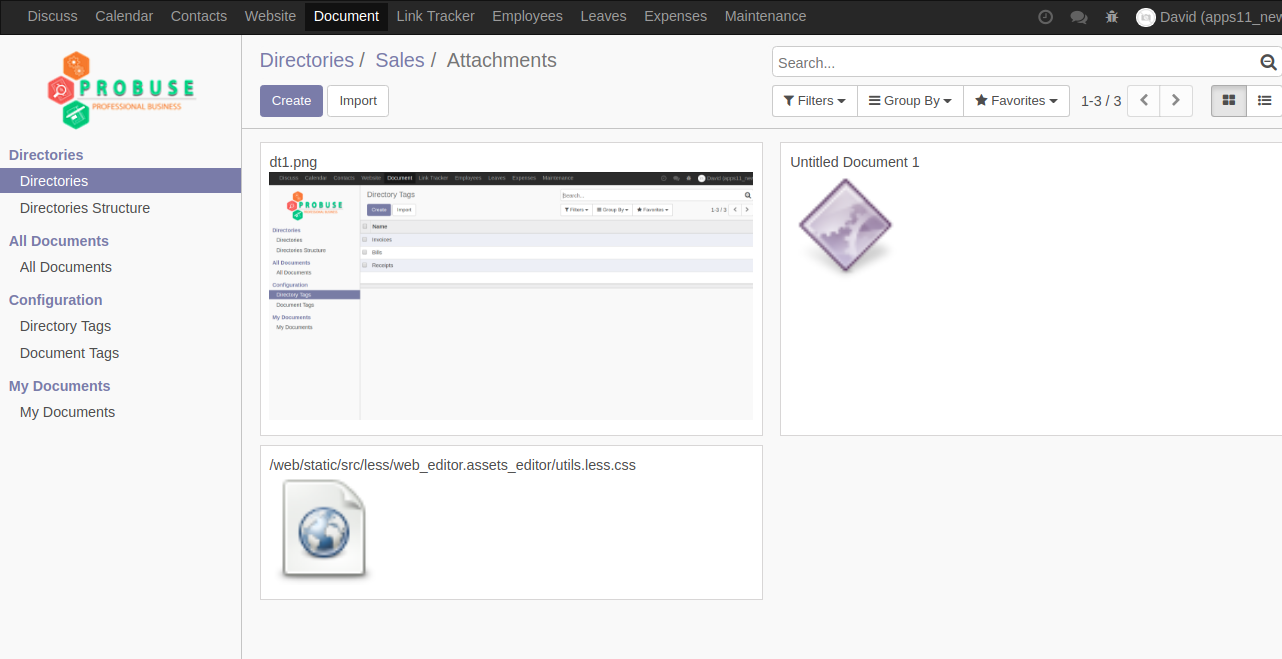 Discuss Calendar Contacts Website Document Link Tracker Employees Leaves Expenses Maintenance David (apps11_new
PROBUSE
PROFESSIONAL BUSINESS
Directories
Directories
Directories Structure
All Documents
All Documents
Configuration
Directory Tags
Document Tags
My Documents
My Documents
Directories / Sales / Attachments
Search...
Create Import
Filters Group By Favorites 1-3 / 3
dt1.png
Discuss Calendar Contacts Website Document Link Tracker Employees Leaves Expenses Maintenance David (apps11_new
PROBUSE
Directories
Directories
Directories Structure
All Documents
All Documents
Configuration
Directory Tags
Document Tags
My Documents
My Documents
Directory Tags
Search...
Create Import
Filters Group By Favorites 1-3 / 3
Name
Invoices
Bills
Receipts
Untitled Document 1
/web/static/src/less/web_editor.assets_editor/utils.less.css